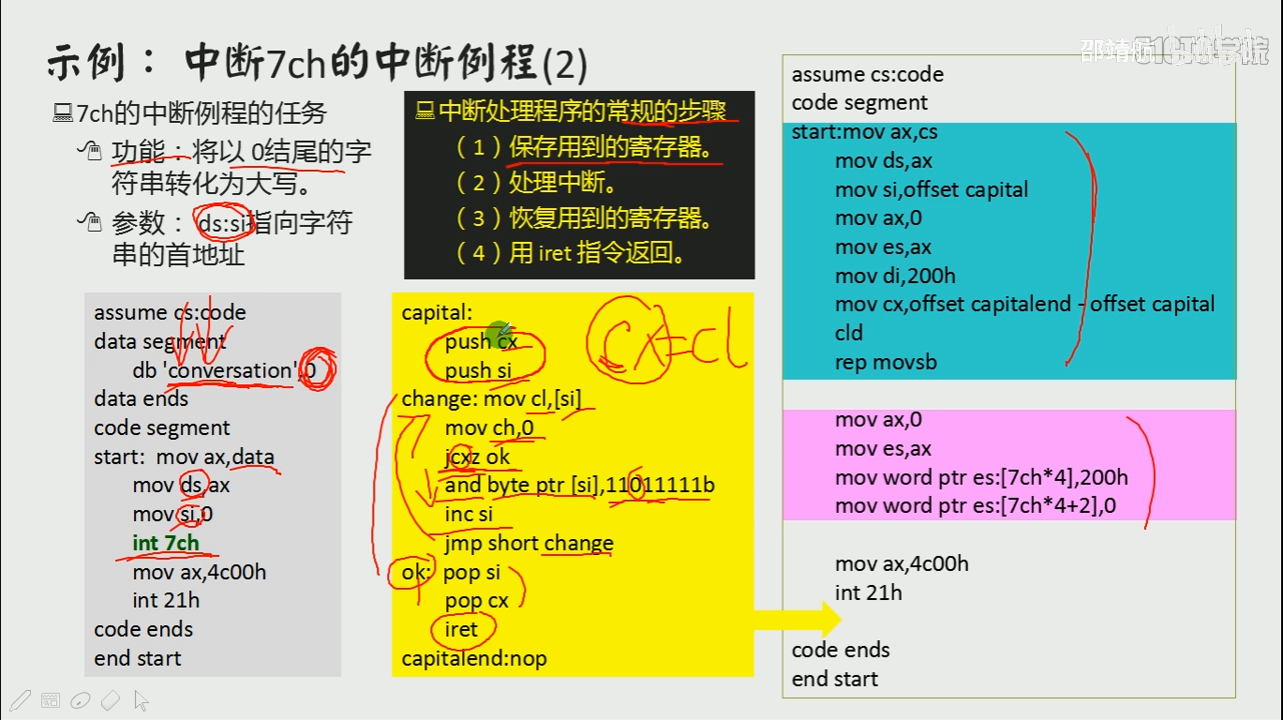 示例： 中断7ch的中断例程(2)
7ch的中断例程的任务
功能：将以 0结尾的字
符串转化为大写。
参数： ds:si指向字符
串的首地址
中断处理程序的常规的步骤
（1）保存用到的寄存器。
（2）处理中断。
（3）恢复用到的寄存器。
（4）用 iret 指令返回。
assume cs:code
data segment
db 'conversation',0
data ends
code segment
start: mov ax,data
mov ds,ax
mov si,0
int 7ch
mov ax,4c00h
int 21h
code ends
end start
capital:
push cx
push si
change: mov cl,[si]
mov ch,0
jcxz ok
and byte ptr [si],11011111b
inc si
jmp short change
ok: pop si
pop cx
iret
capitalend:nop
cx=cl
邵靖
assume cs:code
code segment
start:mov ax,cs
mov ds,ax
mov si,offset capital
mov ax,0
mov es,ax
mov di,200h
mov cx,offset capitalend - offset capital
cld
rep movsb
mov ax,0
mov es,ax
mov word ptr es:[7ch*4],200h
mov word ptr es:[7ch*4+2],0
mov ax,4c00h
int 21h
code ends
end start